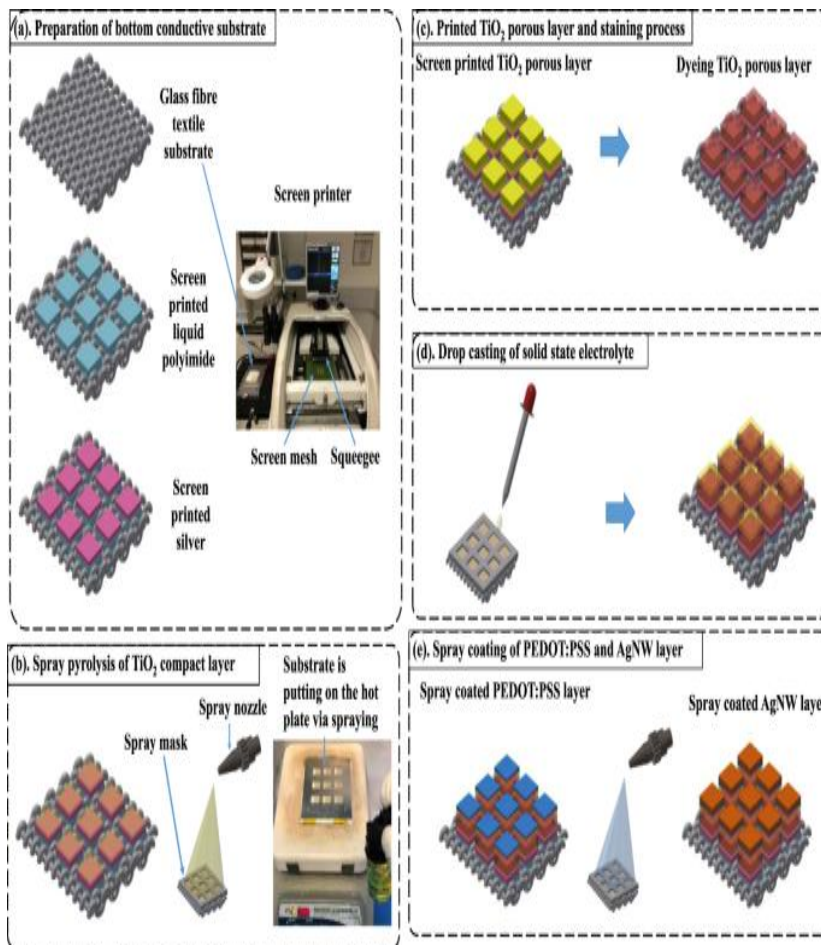 (a). Preparation of bottom conductive substrate
Glass fibre
textile
substrate
Screen printer
Screen
printed
liquid
polyimide
Screen mesh
Squeegee
Screen
printed
silver
(b). Spray pyrolysis of TiO₂ compact layer
Spray nozzle
Spray mask
Substrate is
putting on the hot
plate via spraying
(c). Printed TiO₂ porous layer and staining process
Screen printed TiO₂ porous layer
Dyeing TiO₂ porous layer
(d). Drop casting of solid state electrolyte
(e). Spray coating of PEDOT:PSS and AgNW layer
Spray coated PEDOT:PSS layer
Spray coated AgNW layer